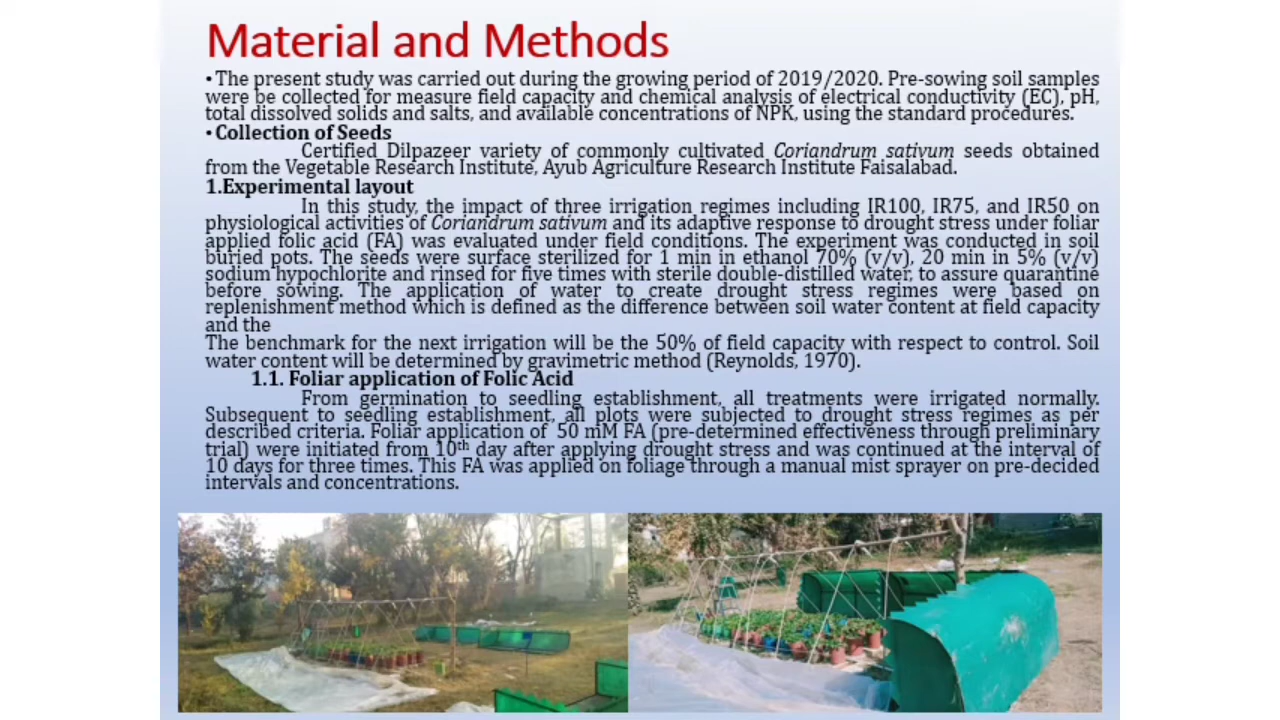 Material and Methods
•The present study was carried out during the growing period of 2019/2020. Pre-sowing soil samples
were be collected for measure field capacity and chemical analysis of electrical conductivity (EC), pH,
total dissolved solids and salts, and available concentrations of NPK, using the standard procedures.
•Collection of Seeds
Certified Dilpazeer variety of commonly cultivated Coriandrum sativum seeds obtained
from the Vegetable Research Institute, Ayub Agriculture Research Institute Faisalabad.
1.Experimental layout
In this study, the impact of three irrigation regimes including IR100, IR75, and IR50 on
physiological activities of Coriandrum sativum and its adaptive response to drought stress under foliar
applied folic acid (FA) was evaluated under field conditions. The experiment was conducted in soil
buried pots. The seeds were surface sterilized for 1 min in ethanol 70% (v/v), 20 min in 5% (v/v)
sodium hypochlorite and rinsed for five times with sterile double-distilled water, to assure quarantine
before sowing. The application of water to create drought stress regimes were based on
replenishment method which is defined as the difference between soil water content at field capacity
and the
The benchmark for the next irrigation will be the 50% of field capacity with respect to control. Soil
water content will be determined by gravimetric method (Reynolds, 1970).
1.1. Foliar application of Folic Acid
From germination to seedling establishment, all treatments were irrigated normally.
Subsequent to seedling establishment, all plots were subjected to drought stress regimes as per
described criteria. Foliar application of 50 mM FA (pre-determined effectiveness through preliminary
trial) were initiated from 10th day after applying drought stress and was continued at the interval of
10 days for three times. This FA was applied on foliage through a manual mist sprayer on pre-decided
intervals and concentrations.